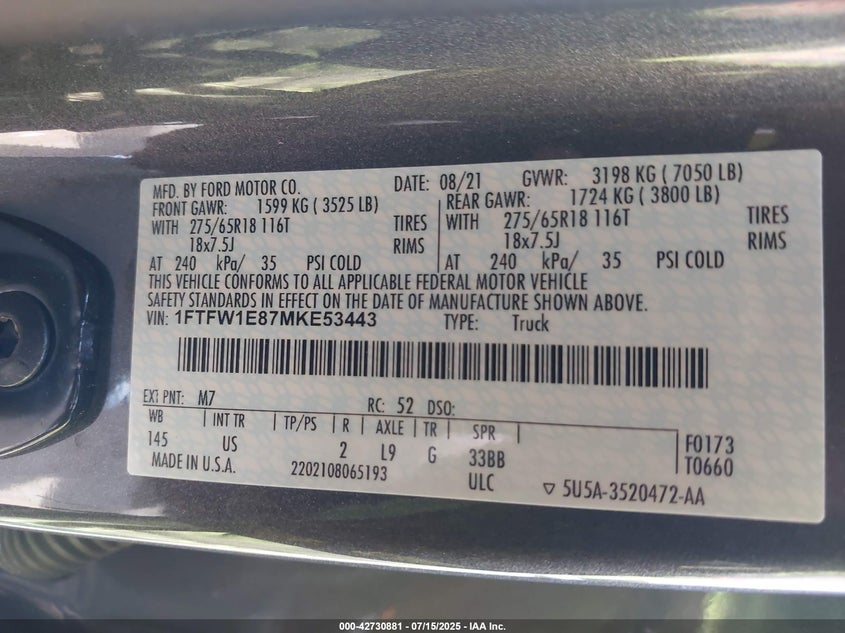 MFD. BY FORD MOTOR CO. DATE: 08/21 GVWR: 3198 KG ( 7050 LB)
FRONT GAWR: 1599 KG ( 3525 LB) REAR GAWR: 1724 KG ( 3800 LB)
WITH 275/65R18 116T TIRES WITH 275/65R18 116T TIRES
18x7.5J RIMS 18x7.5J RIMS
AT 240 kPa/ 35 PSI COLD AT 240 kPa/ 35 PSI COLD
THIS VEHICLE CONFORMS TO ALL APPLICABLE FEDERAL MOTOR VEHICLE
SAFETY STANDARDS IN EFFECT ON THE DATE OF MANUFACTURE SHOWN ABOVE.
VIN: 1FTFW1E87MKE53443 TYPE: Truck
EXT PNT: M7 RC: 52 DSO:
WB INT TR TP/PS R AXLE TR SPR
145 US 2 L9 G 33BB F0173
MADE IN U.S.A. 2202108065193 ULC T0660
▽ 5U5A-3520472-AA
000-42730881 - 07/15/2025 - IAA Inc.